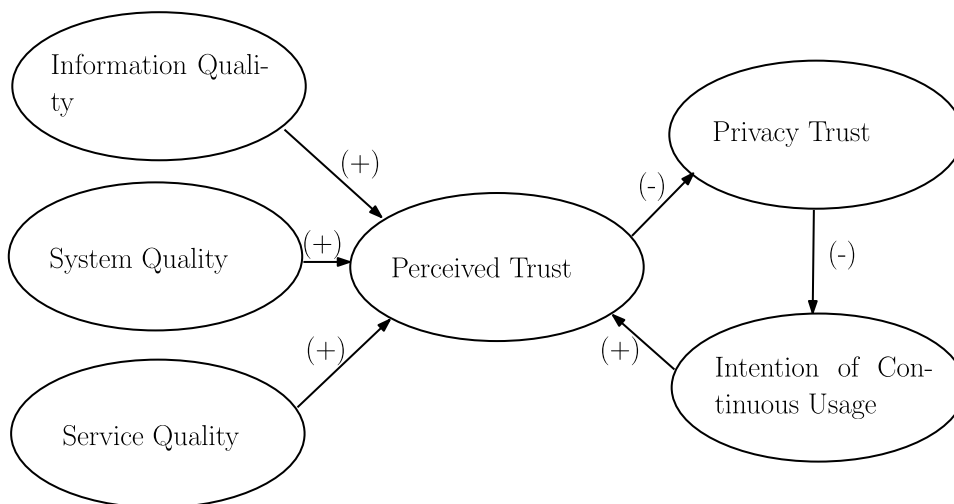 Information Quali-
ty
(+)
Privacy Trust
(-)
System Quality
(+)
Perceived Trust
(-)
Service Quality
(+)
(+)
Intention of Con-
tinuous Usage